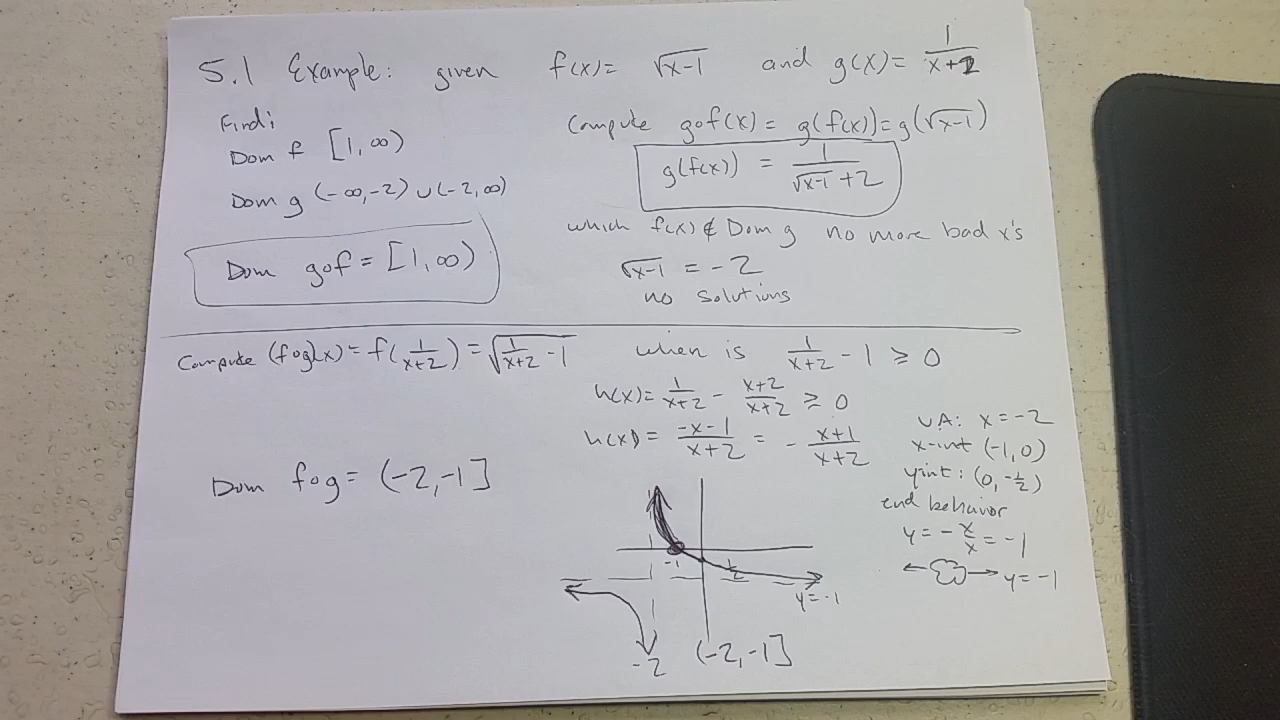 5.1 Example: given f(x)= √x-1 and g(x)= 1/(x+2)
Find:
Dom f [1,∞)
Dom g (-∞,-2)∪(-2,∞)
Dom g∘f = [1,∞)
Compute g∘f(x) = g(f(x)) = g(√x-1)
g(f(x)) = 1/(√x-1 +2)
which f(x)∉ Dom g no more bad x's
√x-1 = -2
no solutions
Compute (f∘g)(x) = f(1/(x+2)) = √(1/(x+2) -1)
Dom f∘g = (-2,-1]
when is 1/(x+2) - 1 ≥ 0
h(x)= 1/(x+2) - (x+2)/(x+2) ≥ 0
h(x) = (-x-1)/(x+2) = - (x+1)/(x+2)
VA: x=-2
x-int (-1,0)
y int: (0,-½)
end behavior
y = -x/x = -1
y=-1
-1
½
y=-1
-2
(-2,-1]